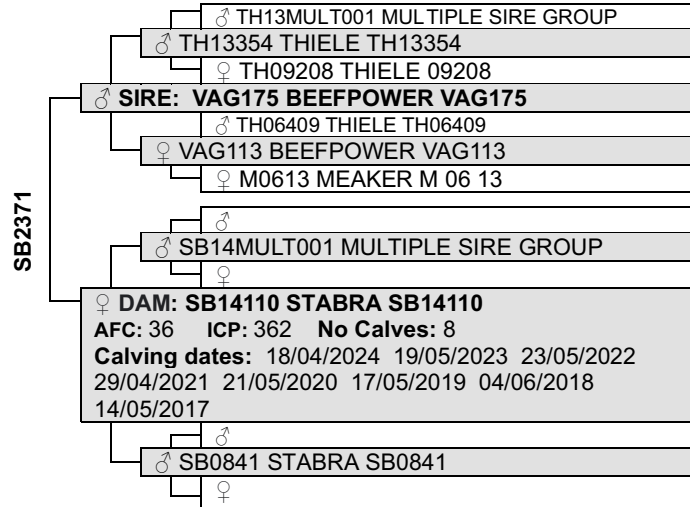 ♂ TH13MULT001 MULTIPLE SIRE GROUP
♂ TH13354 THIELE TH13354
♀ TH09208 THIELE 09208
♂ SIRE: VAG175 BEEFPOWER VAG175
♂ TH06409 THIELE TH06409
♀ VAG113 BEEFPOWER VAG113
♀ M0613 MEAKER M 06 13
SB2371
♂
♂ SB14MULT001 MULTIPLE SIRE GROUP
♀
♀ DAM: SB14110 STABRA SB14110
AFC: 36 ICP: 362 No Calves: 8
Calving dates: 18/04/2024 19/05/2023 23/05/2022
29/04/2021 21/05/2020 17/05/2019 04/06/2018
14/05/2017
♂
♂ SB0841 STABRA SB0841
♀